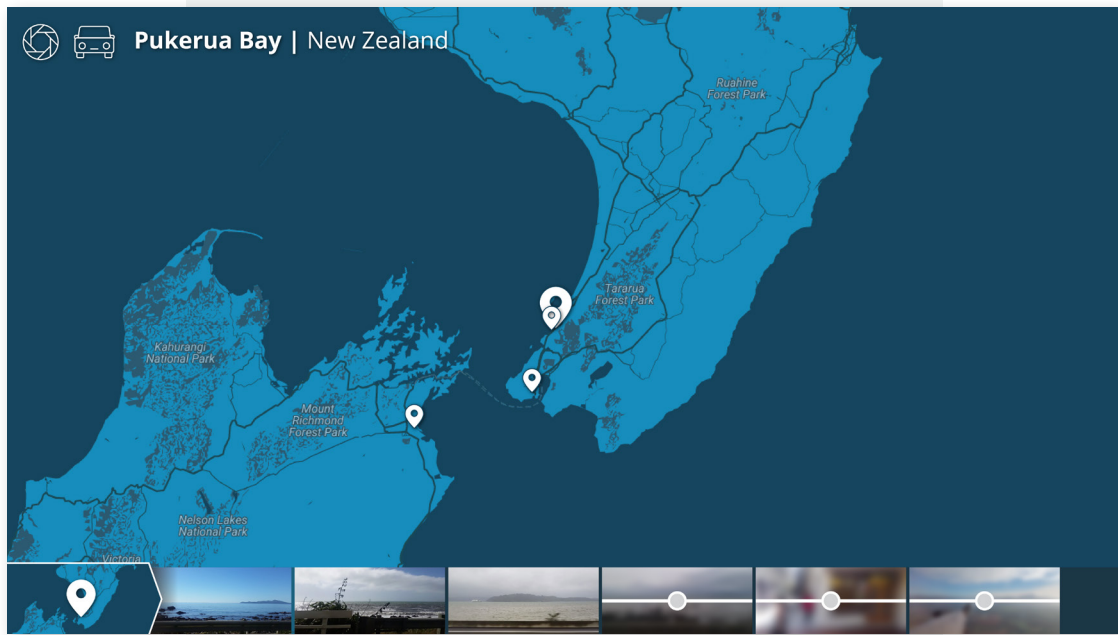 Pukerua Bay | New Zealand
Ruahine
Forest Park
Tararua
Forest Park
Kahurangi
National Park
Mount
Richmond
Forest Park
Nelson Lakes
National Park
Victoria